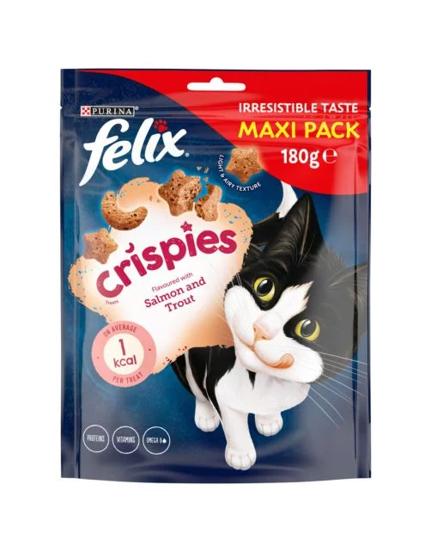 PURINA
felix
IRRESISTIBLE TASTE
MAXI PACK
180g e
LIGHT & AIRY TEXTURE
crispies
Treats
Flavoured with
Salmon and
Trout
ON AVERAGE
1
kcal
PER TREAT
PROTEINS
VITAMINS
OMEGA 6